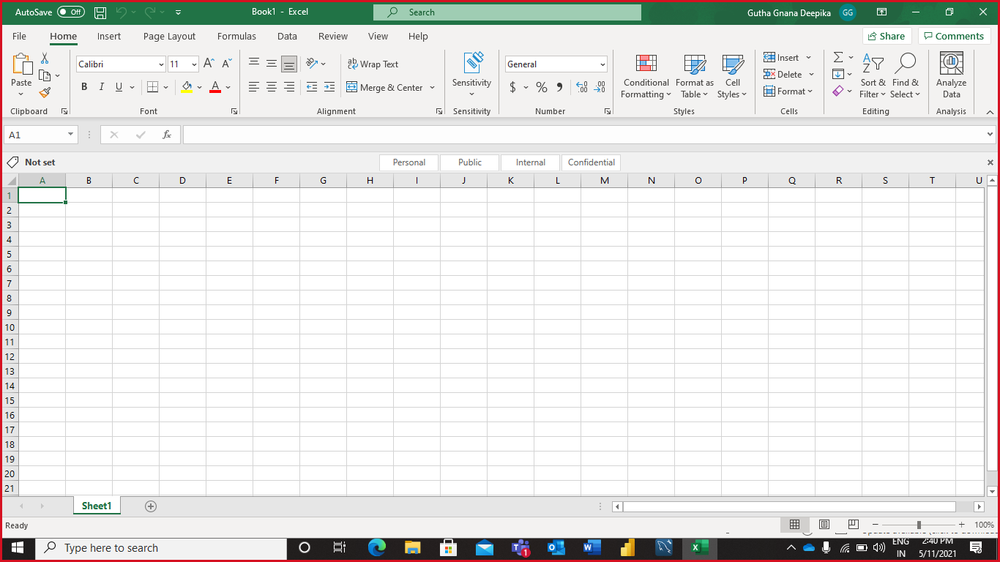 AutoSave Off Book1 - Excel Search Gutha Gnana Deepika GG
File Home Insert Page Layout Formulas Data Review View Help Share Comments
Paste Calibri 11 A A ab Wrap Text Sensitivity General Conditional Formatting Format as Table Cell Styles Insert Delete Format Sort & Filter Find & Select Analyze Data
B I U A Merge & Center $ % 
Clipboard Font Alignment Sensitivity Number Styles Cells Editing Analysis
A1 fx
Not set Personal Public Internal Confidential
A B C D E F G H I J K L M N O P Q R S T U
1
2
3
4
5
6
7
8
9
10
11
12
13
14
15
16
17
18
19
20
21
Sheet1
Ready 100%
Type here to search 1 ENG IN 2:40 PM 5/11/2021